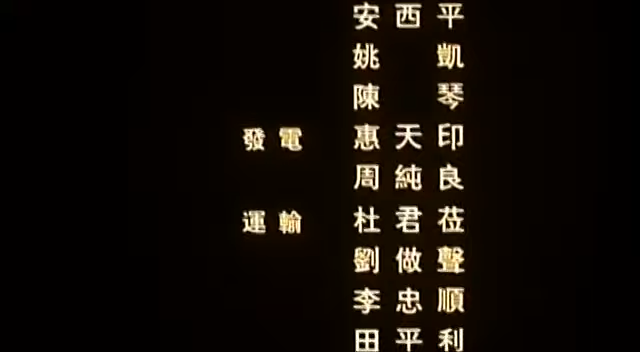 安西平
姚凱
陳琴
發電 惠天印
周純良
運輸 杜君莅
劉做聲
李忠順
田平利